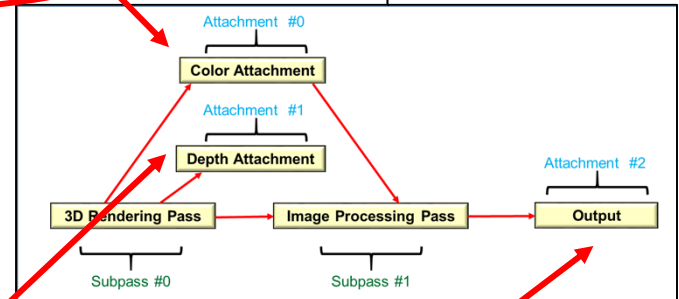 Attachment #0
Color Attachment
Attachment #1
Depth Attachment
Attachment #2
3D Rendering Pass
Image Processing Pass
Output
Subpass #0
Subpass #1